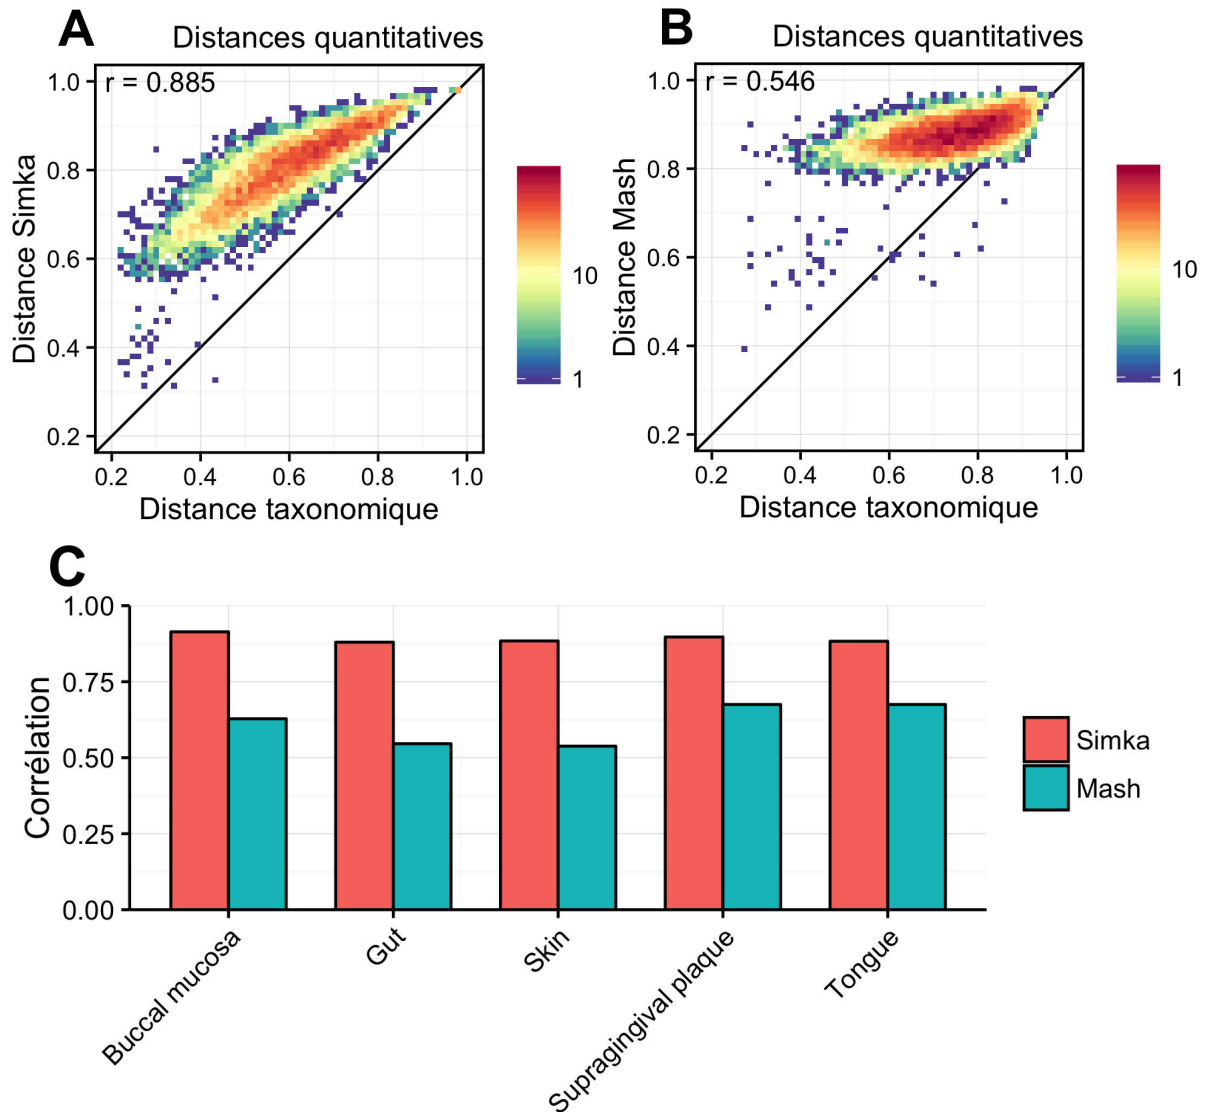 A
Distances quantitatives
r = 0.885
1.0
0.8
0.6
0.4
0.2
Distance Simka
0.2 0.4 0.6 0.8 1.0
Distance taxonomique
10
1
B
Distances quantitatives
r = 0.546
1.0
0.8
0.6
0.4
0.2
Distance Mash
0.2 0.4 0.6 0.8 1.0
Distance taxonomique
10
1
C
1.00
0.75
0.50
0.25
0.00
Corrélation
Buccal mucosa
Gut
Skin
Supragingival plaque
Tongue
Simka
Mash